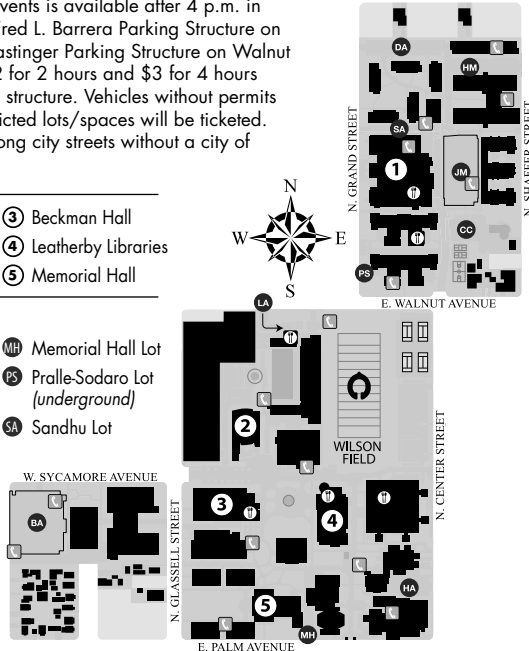 vents is available after 4 p.m. in
red L. Barrera Parking Structure on
astinger Parking Structure on Walnut
2 for 2 hours and $3 for 4 hours
structure. Vehicles without permits
icted lots/spaces will be ticketed.
ong city streets without a city of
3 Beckman Hall
4 Leatherby Libraries
5 Memorial Hall
MH Memorial Hall Lot
PS Pralle-Sodaro Lot
(underground)
SA Sandhu Lot
N
W
E
S
DA
HM
SA
1
JM
CC
PS
N. GRAND STREET
N. SHAFFER STREET
E. WALNUT AVENUE
LA
2
WILSON
FIELD
3
4
5
HA
MH
N. CENTER STREET
N. GLASSELL STREET
E. PALM AVENUE
W. SYCAMORE AVENUE
BA